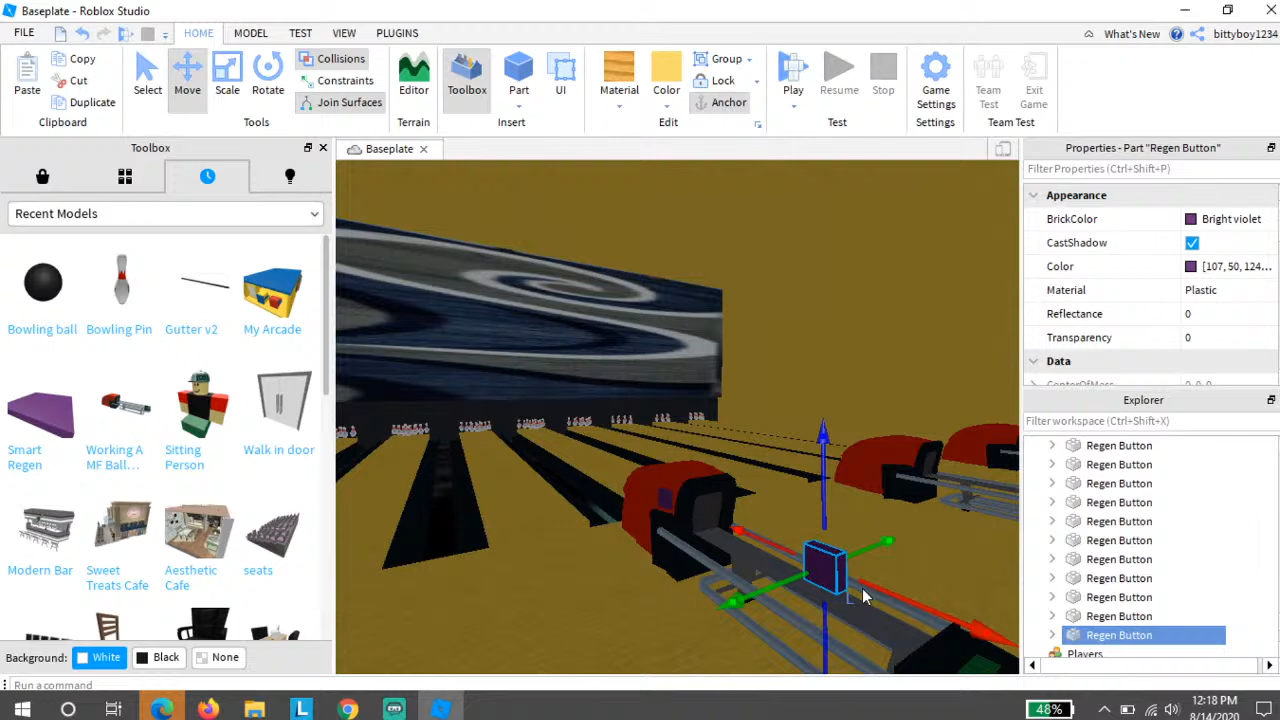 Baseplate - Roblox Studio
FILE HOME MODEL TEST VIEW PLUGINS What's New bittyboy1234
Paste Copy Cut Duplicate Clipboard
Select Move Scale Rotate Collisions Constraints Join Surfaces Tools
Editor Terrain
Toolbox Part UI Insert
Material Color Group Lock Anchor Edit
Play Resume Stop Test
Game Settings Settings
Team Test Exit Game Team Test
Toolbox
Baseplate
Properties - Part "Regen Button"
Filter Properties (Ctrl+Shift+P)
Recent Models
Appearance
BrickColor Bright violet
CastShadow
Color [107, 50, 124...
Material Plastic
Reflectance 0
Transparency 0
Data
CenterOfMass 0, 0, 0
Bowling ball Bowling Pin Gutter v2 My Arcade
Smart Regen Working A MF Ball... Sitting Person Walk in door
Modern Bar Sweet Treats Cafe Aesthetic Cafe seats
Explorer
Filter workspace (Ctrl+Shift+X)
Regen Button
Regen Button
Regen Button
Regen Button
Regen Button
Regen Button
Regen Button
Regen Button
Regen Button
Regen Button
Regen Button
Players
Background: White Black None
Run a command
48%
12:18 PM
8/14/2020